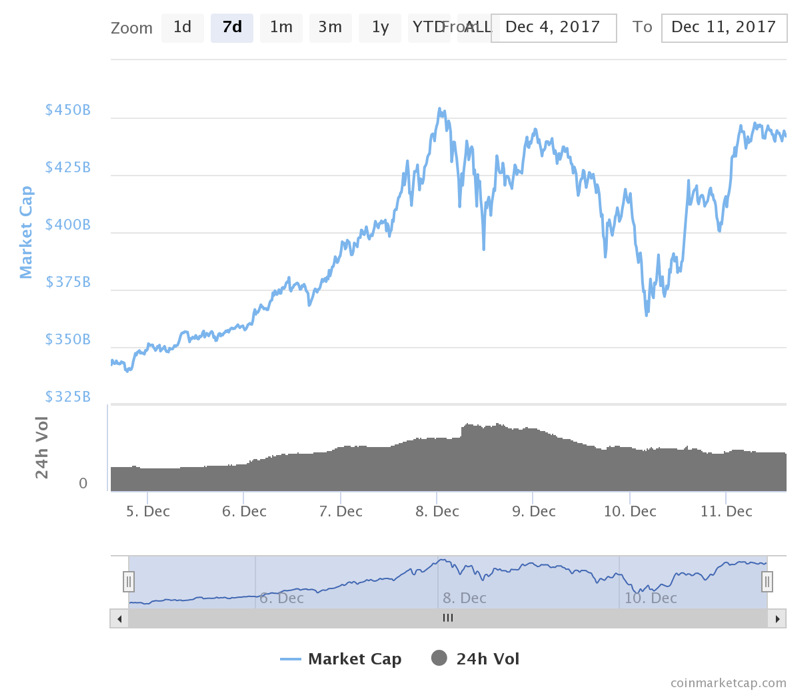 Zoom 1d 7d 1m 3m 1y YTD ALL From Dec 4, 2017 To Dec 11, 2017
$450B
$425B
$400B
$375B
$350B
$325B
Market Cap
24h Vol
0
5. Dec 6. Dec 7. Dec 8. Dec 9. Dec 10. Dec 11. Dec
6. Dec 8. Dec 10. Dec
Market Cap 24h Vol
coinmarketcap.com